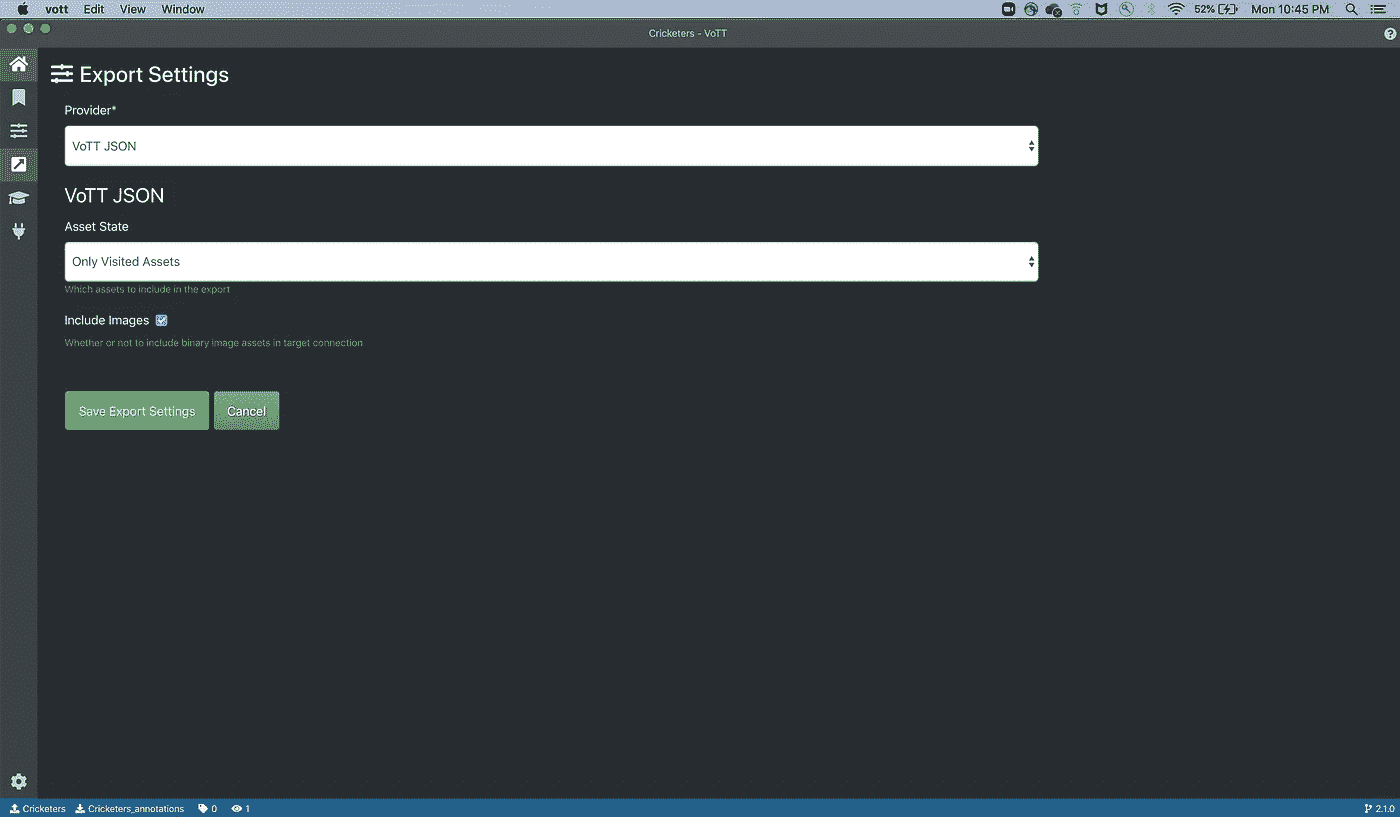 vott Edit View Window 52% Mon 10:45 PM
Cricketers - VoTT
Export Settings
Provider*
VoTT JSON
VoTT JSON
Asset State
Only Visited Assets
Which assets to include in the export
Include Images
Whether or not to include binary image assets in target connection
Save Export Settings Cancel
Cricketers Cricketers_annotations 0 1 2.1.0